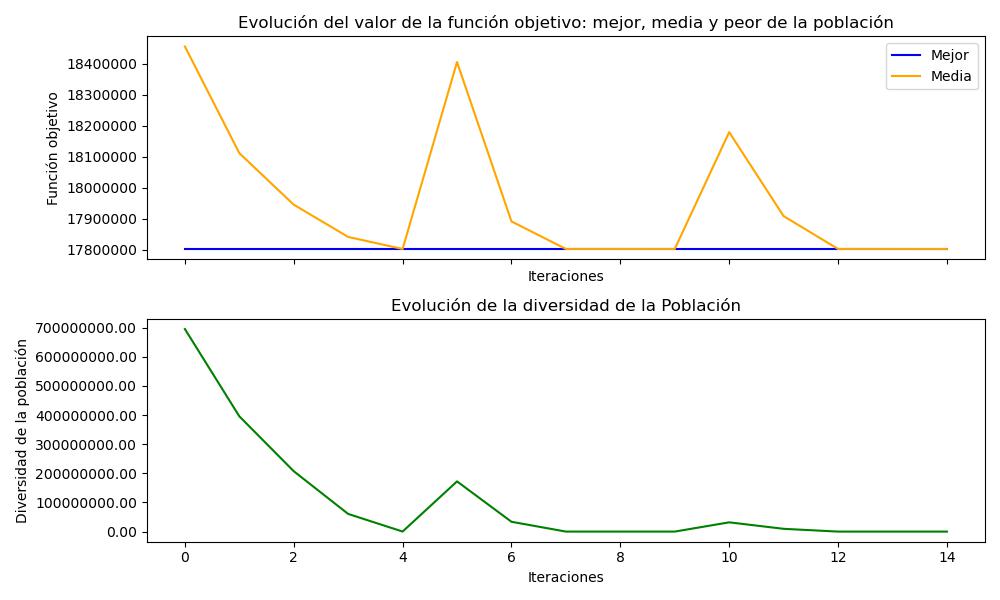 Evolución del valor de la función objetivo: mejor, media y peor de la población
Función objetivo
18400000
18300000
18200000
18100000
18000000
17900000
17800000
Mejor
Media
Iteraciones
Evolución de la diversidad de la Población
Diversidad de la población
700000000.00
600000000.00
500000000.00
400000000.00
300000000.00
200000000.00
100000000.00
0.00
0 2 4 6 8 10 12 14
Iteraciones